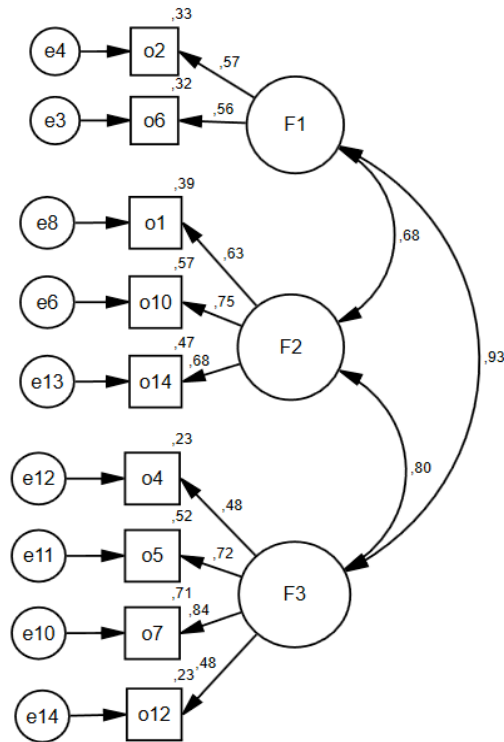 ,33
e4 o2
,57
,32
e3 o6
,56
F1
,39
e8 o1
,63
,68
,57
e6 o10
,75
F2
,47
e13 o14
,68
,93
,23
e12 o4
,80
,48
,52
e11 o5
,72
F3
,71
e10 o7
,84
,48
,23
e14 o12